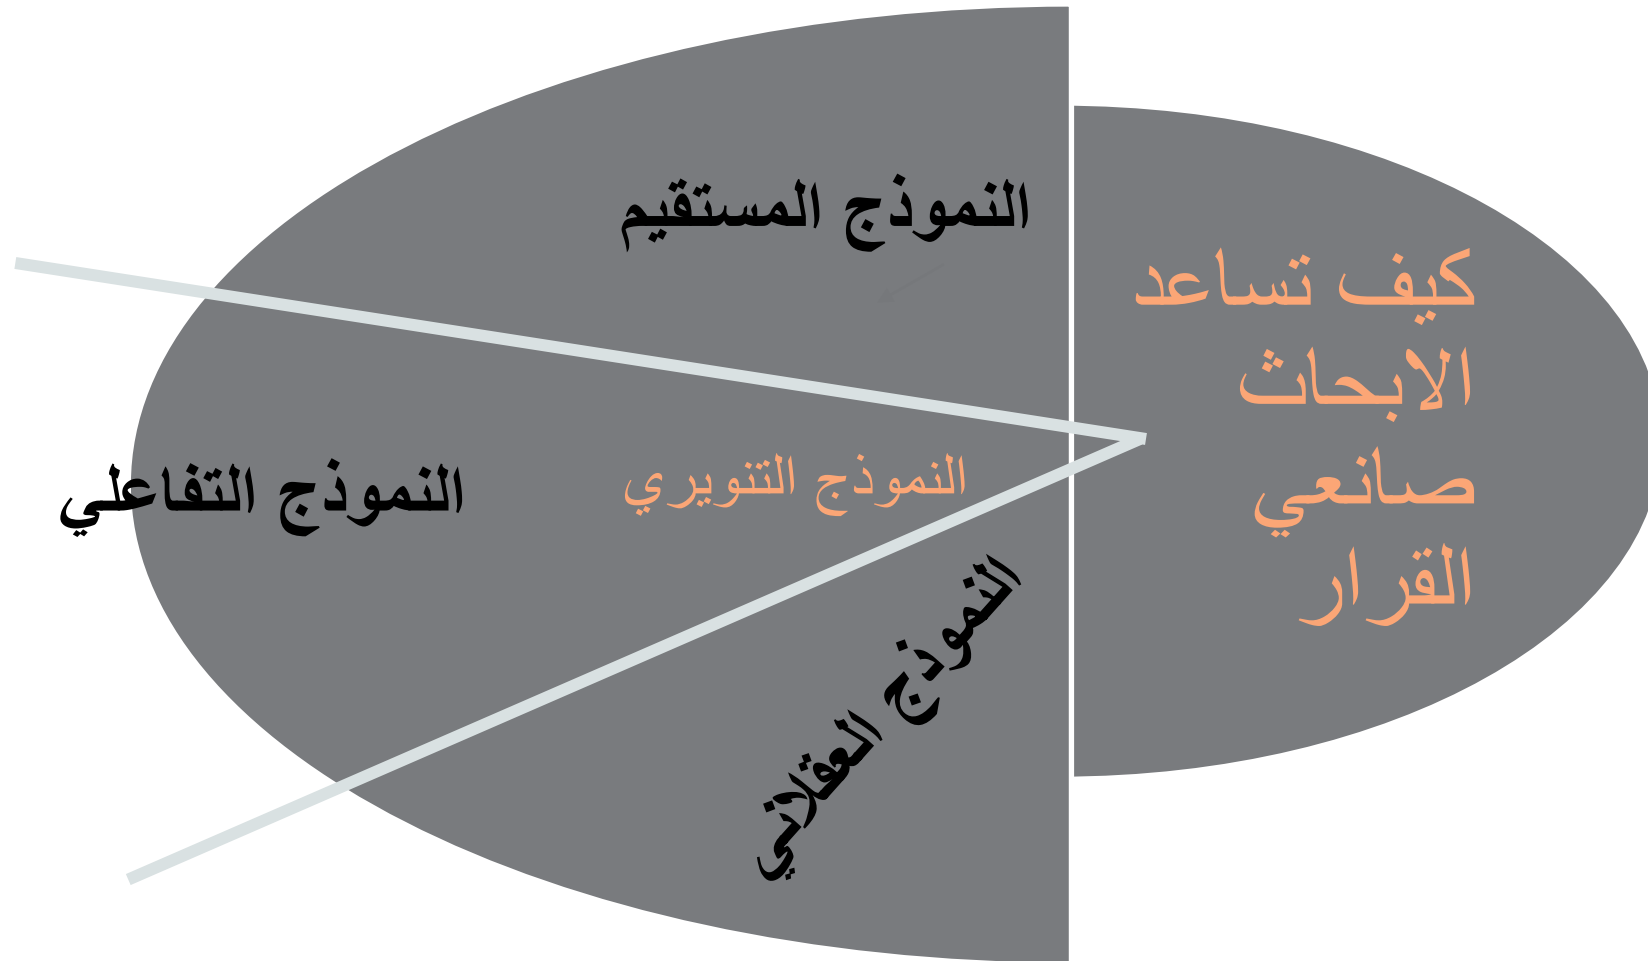 كيف تساعد
الابحاث
صانعي
القرار
النموذج المستقيم
النموذج التنويري
النموذج التفاعلي
النموذج العقلاني